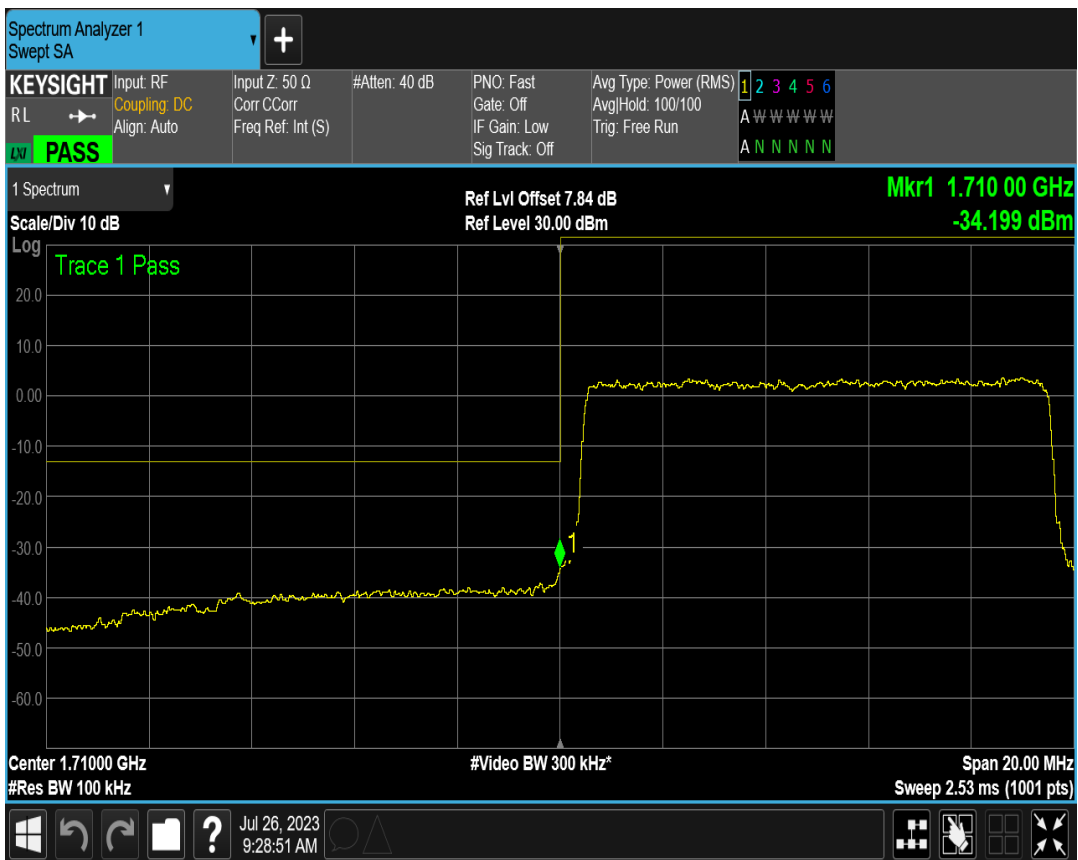 Spectrum Analyzer 1
Swept SA
+
KEYSIGHT
RL
LXI PASS
Input: RF
Coupling: DC
Align: Auto
Input Z: 50 Ω
Corr CCorr
Freq Ref: Int (S)
#Atten: 40 dB
PNO: Fast
Gate: Off
IF Gain: Low
Sig Track: Off
Avg Type: Power (RMS)
Avg|Hold: 100/100
Trig: Free Run
1 2 3 4 5 6
A W W W W W
A N N N N N
1 Spectrum
Scale/Div 10 dB
Ref Lvl Offset 7.84 dB
Ref Level 30.00 dBm
Mkr1 1.710 00 GHz
-34.199 dBm
Log
Trace 1 Pass
20.0
10.0
0.00
-10.0
-20.0
-30.0
1
-40.0
-50.0
-60.0
Center 1.71000 GHz
#Res BW 100 kHz
#Video BW 300 kHz*
Span 20.00 MHz
Sweep 2.53 ms (1001 pts)
?
Jul 26, 2023
9:28:51 AM